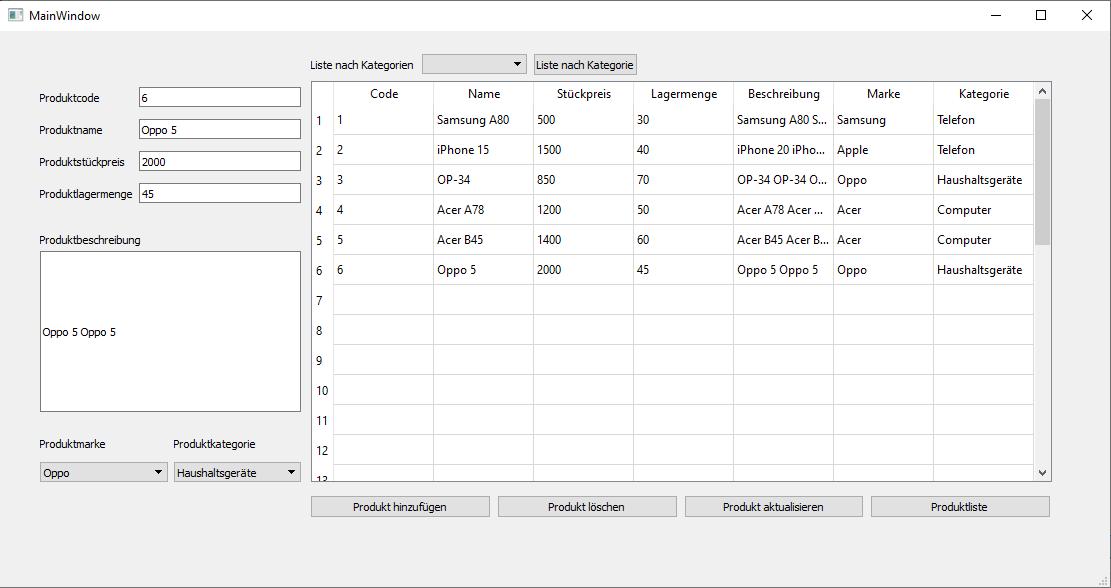 MainWindow
Liste nach Kategorien Liste nach Kategorie
Produktcode 6
Produktname Oppo 5
Produktstückpreis 2000
Produktlagermenge 45
Produktbeschreibung
Oppo 5 Oppo 5
Produktmarke Produktkategorie
Oppo Haushaltsgeräte
Code Name Stückpreis Lagermenge Beschreibung Marke Kategorie
1 1 Samsung A80 500 30 Samsung A80 S... Samsung Telefon
2 2 iPhone 15 1500 40 iPhone 20 iPho... Apple Telefon
3 3 OP-34 850 70 OP-34 OP-34 O... Oppo Haushaltsgeräte
4 4 Acer A78 1200 50 Acer A78 Acer ... Acer Computer
5 5 Acer B45 1400 60 Acer B45 Acer B... Acer Computer
6 6 Oppo 5 2000 45 Oppo 5 Oppo 5 Oppo Haushaltsgeräte
7
8
9
10
11
12
13
Produkt hinzufügen Produkt löschen Produkt aktualisieren Produktliste